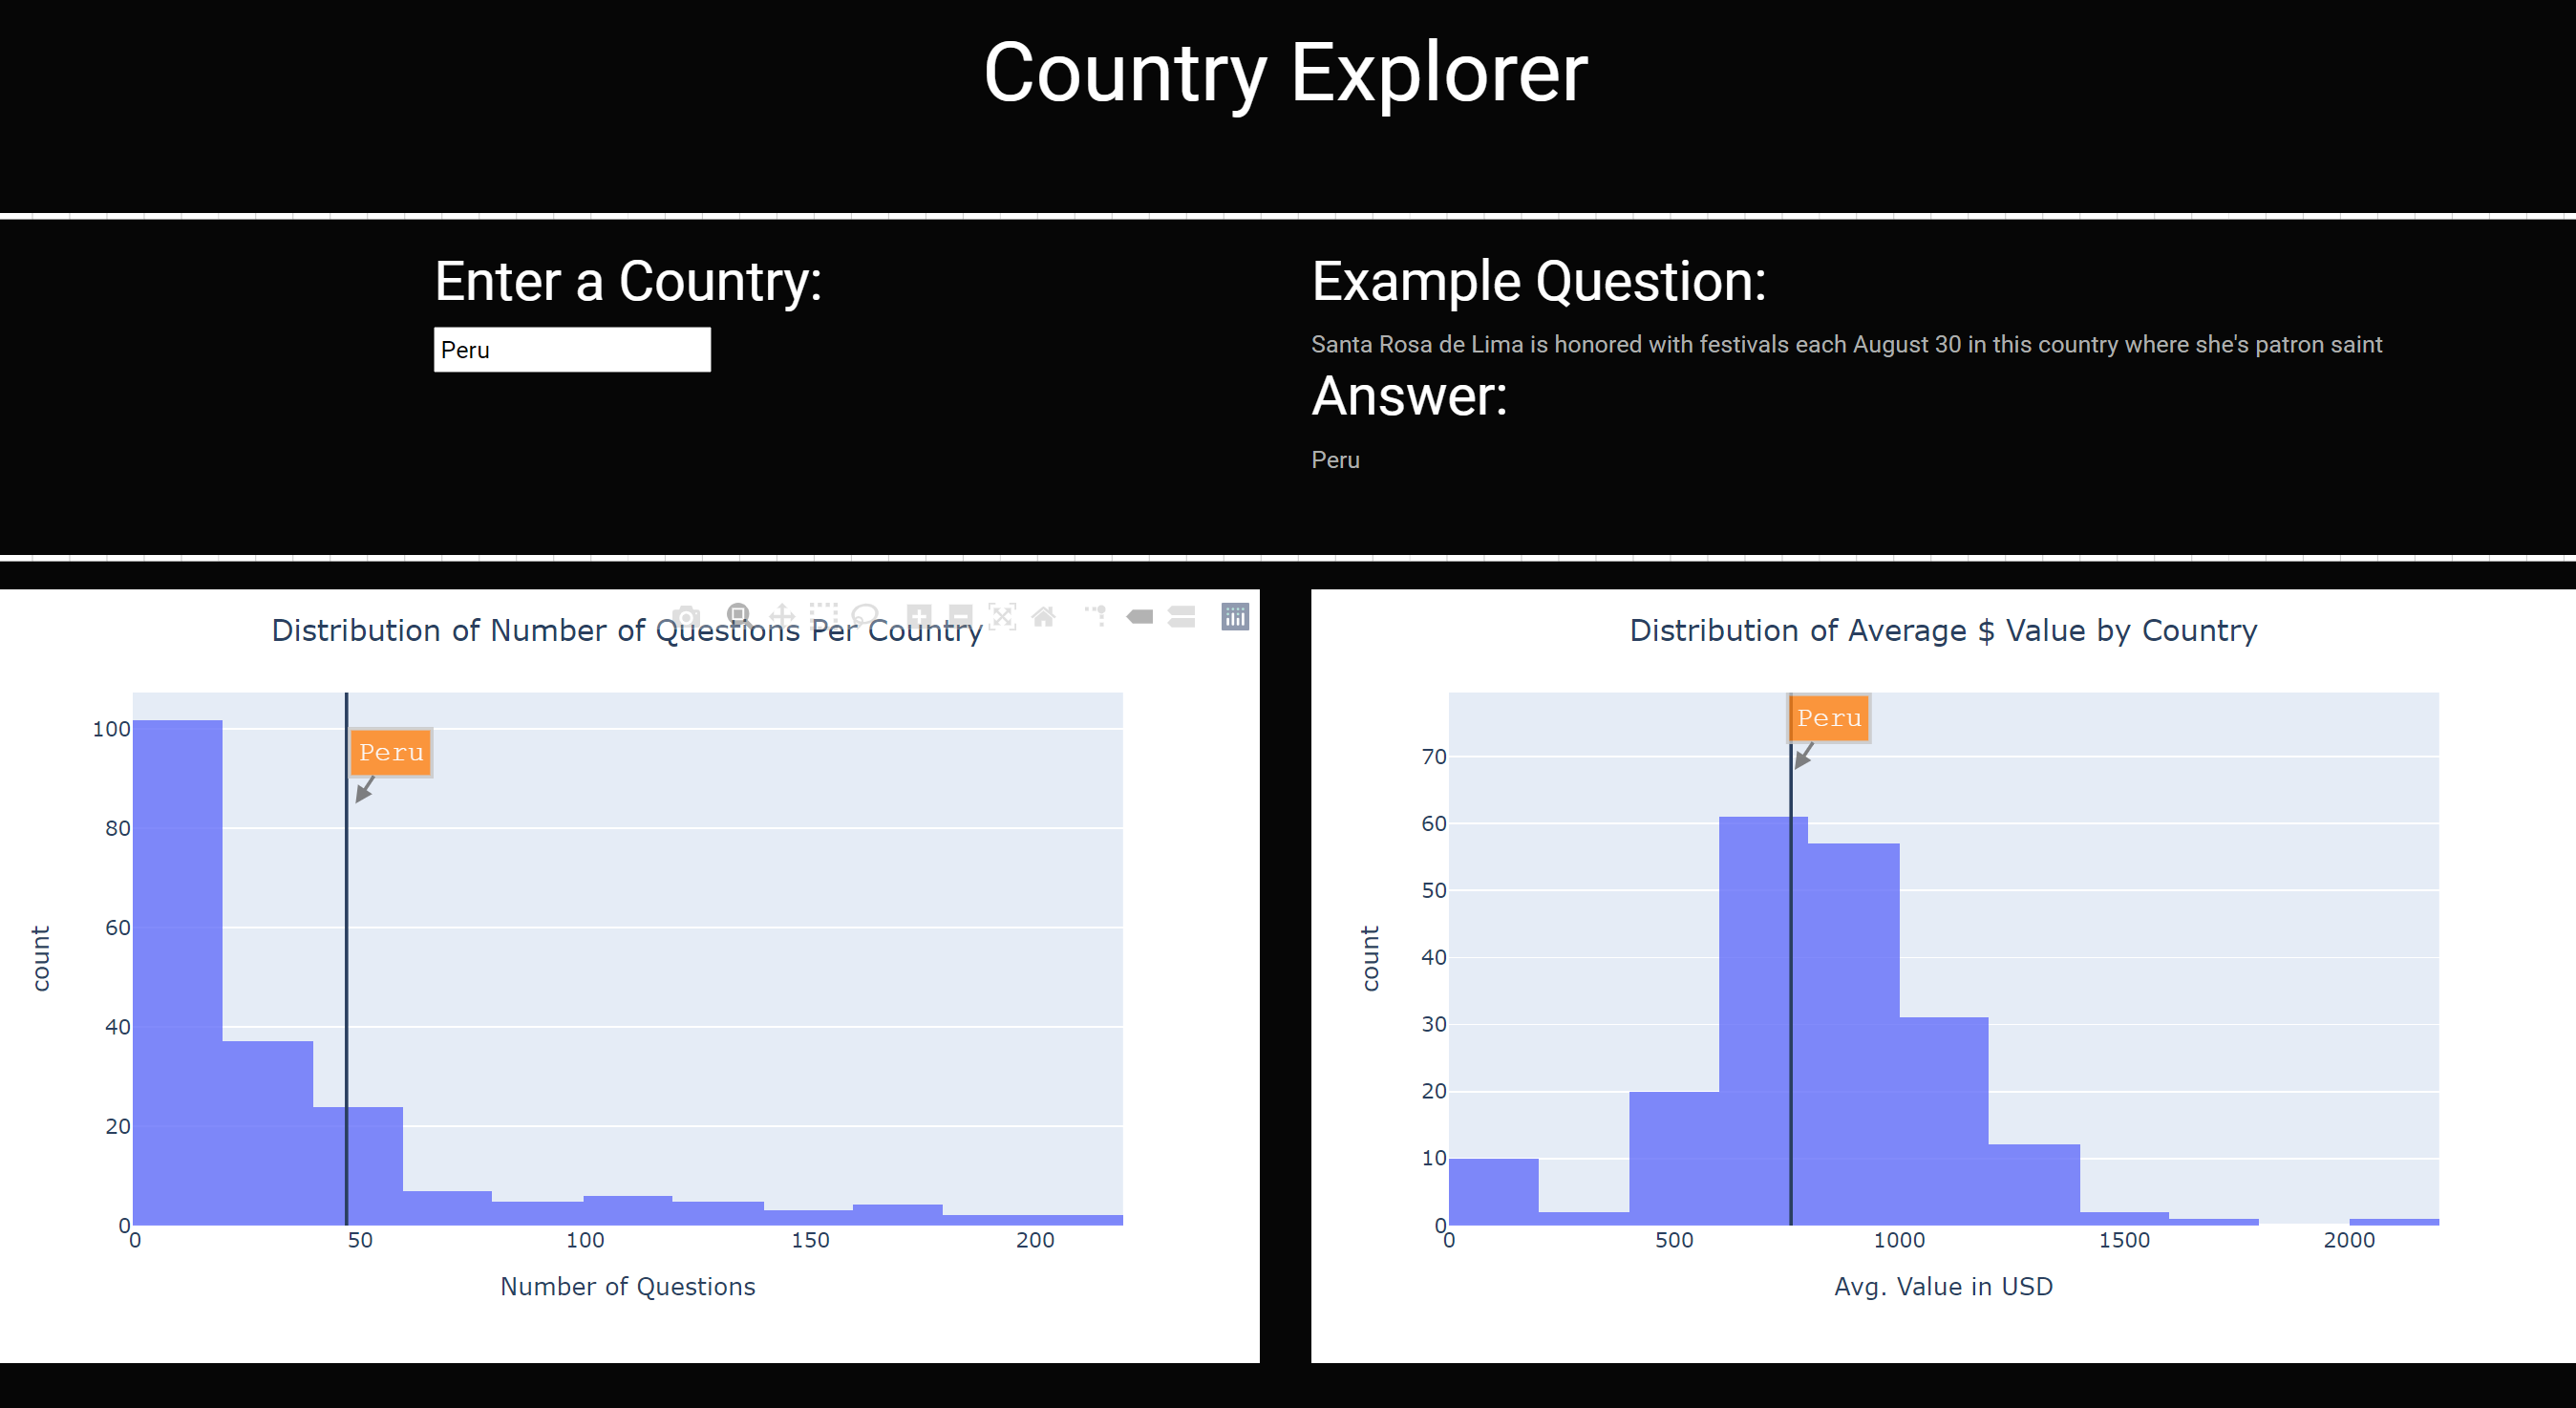 Country Explorer
Enter a Country:
Peru
Example Question:
Santa Rosa de Lima is honored with festivals each August 30 in this country where she's patron saint
Answer:
Peru
Distribution of Number of Questions Per Country
Peru
100
80
60
40
20
0
count
0 50 100 150 200
Number of Questions
Distribution of Average $ Value by Country
Peru
70
60
50
40
30
20
10
0
count
0 500 1000 1500 2000
Avg. Value in USD